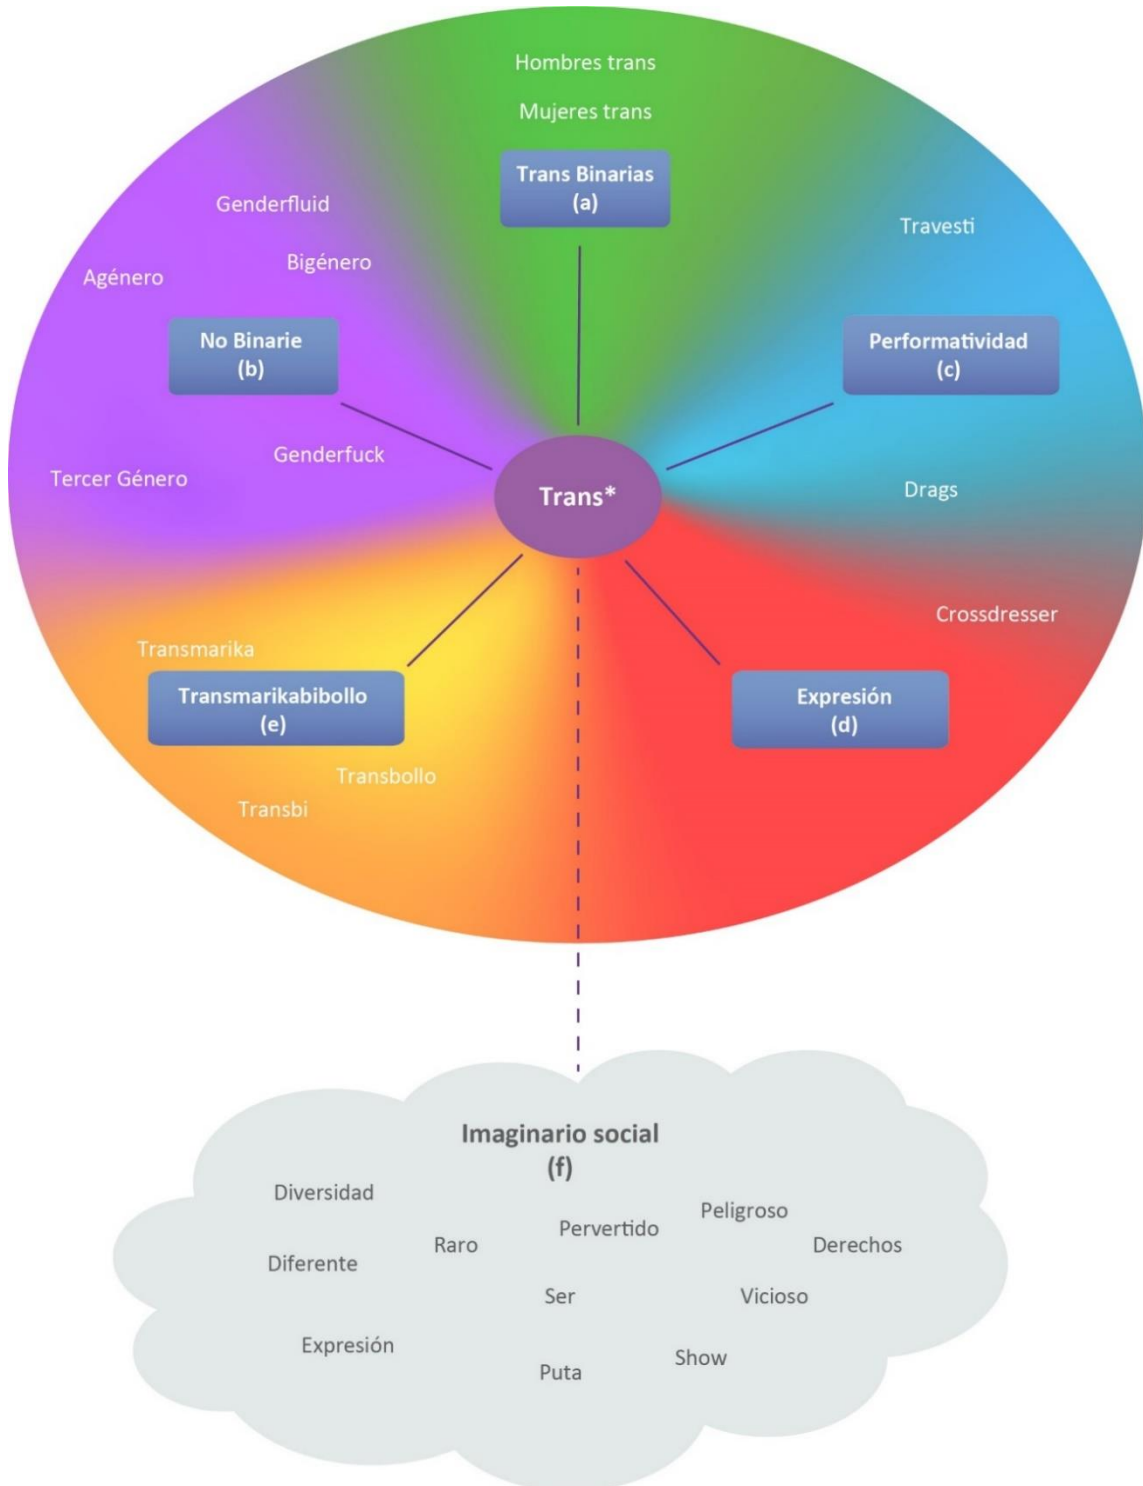 Hombres trans
Mujeres trans
Trans Binarias
(a)
Genderfluid
Bigénero
Agénero
No Binarie
(b)
Genderfuck
Tercer Género
Travesti
Performatividad
(c)
Drags
Trans*
Crossdresser
Expresión
(d)
Transmarika
Transmarikabibollo
(e)
Transbollo
Transbi
Imaginario social
(f)
Diversidad
Peligroso
Pervertido
Raro
Derechos
Diferente
Ser
Vicioso
Expresión
Show
Puta